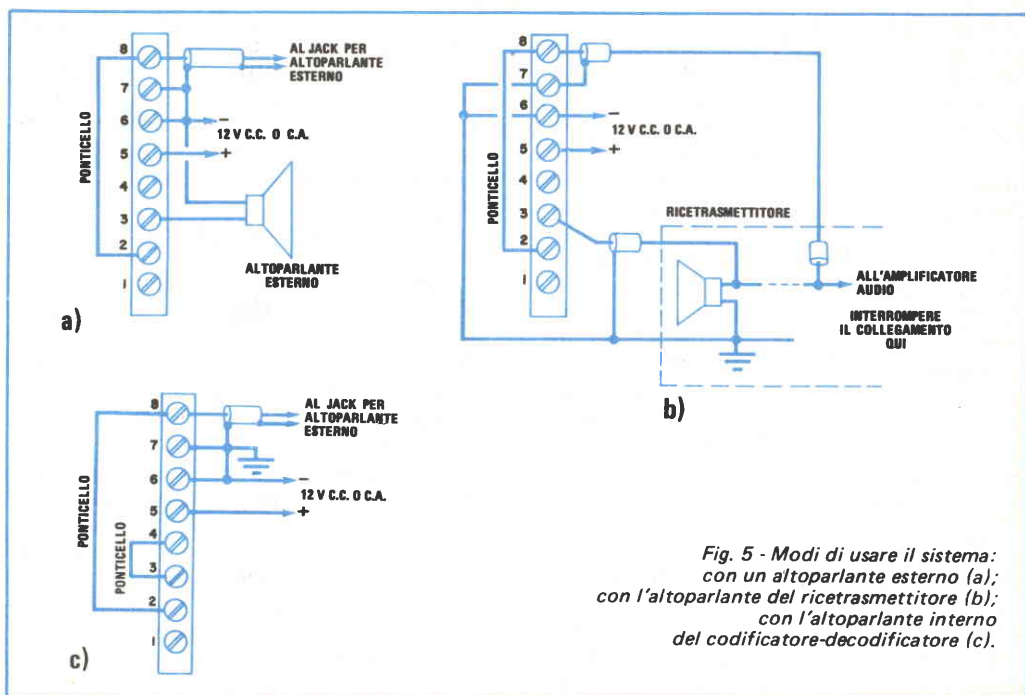 8
7
6
5
4
3
2
1
PONTICELLO
AL JACK PER
ALTOPARLANTE
ESTERNO
−
12 V C.C. O C.A.
+
ALTOPARLANTE
ESTERNO
a)
8
7
6
5
4
3
2
1
PONTICELLO
−
12 V C.C. O C.A.
+
RICETRASMETTITORE
ALL'AMPLIFICATORE
AUDIO
INTERROMPERE
IL COLLEGAMENTO
QUI
b)
8
7
6
5
4
3
2
1
PONTICELLO
PONTICELLO
AL JACK PER
ALTOPARLANTE
ESTERNO
−
12 V C.C. O C.A.
+
c)
Fig. 5 - Modi di usare il sistema:
con un altoparlante esterno (a);
con l'altoparlante del ricetrasmettitore (b);
con l'altoparlante interno
del codificatore-decodificatore (c).